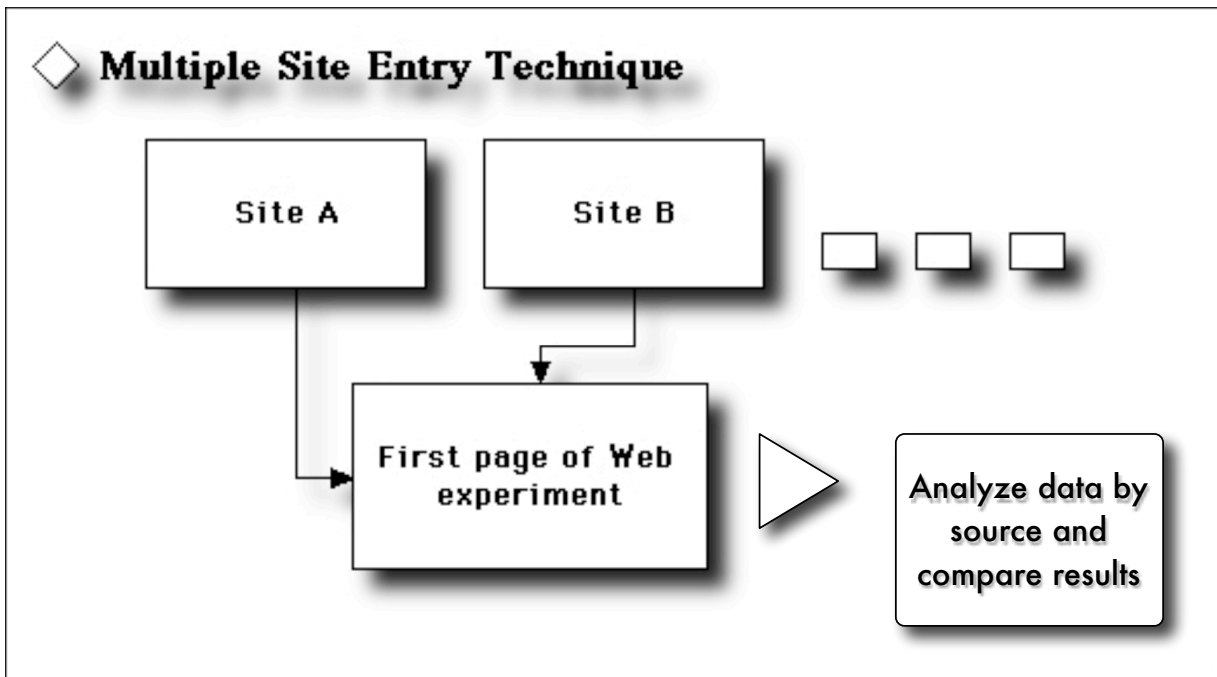 Multiple Site Entry Technique
Site A
Site B
First page of Web
experiment
Analyze data by
source and
compare results